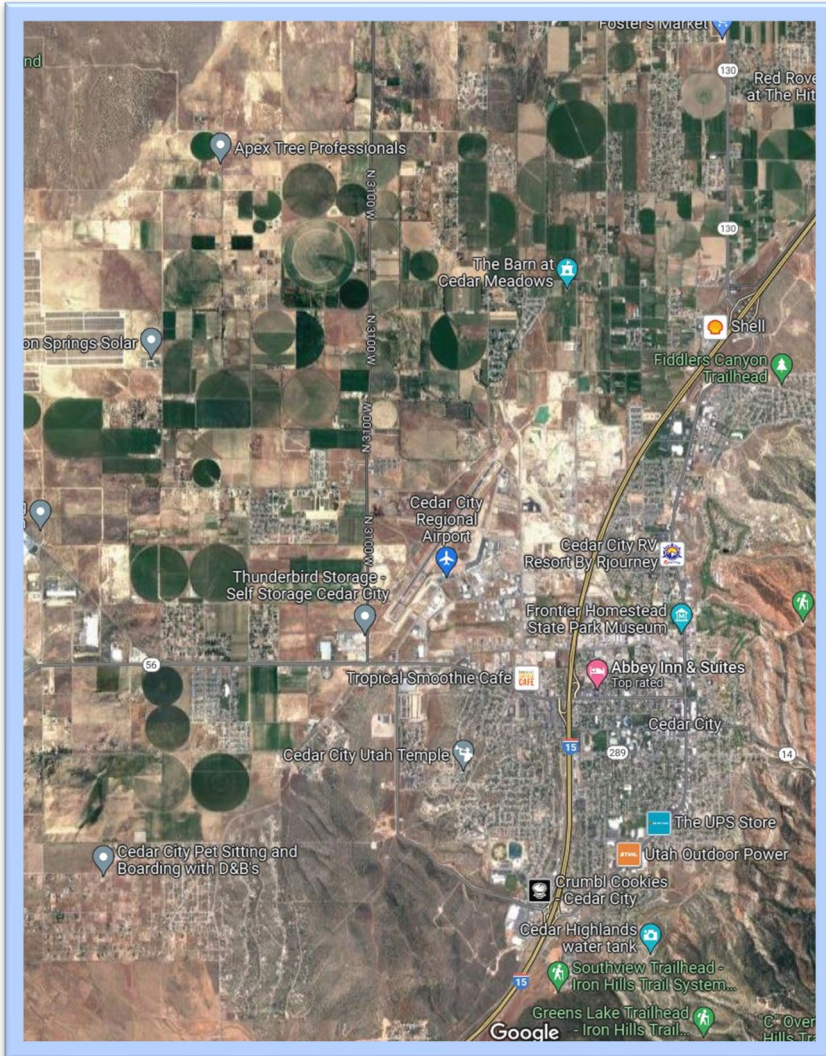 Foster's Market
nd
130
Red Rove
at The Hit
Apex Tree Professionals
N 3100 W
130
The Barn at
Cedar Meadows
Shell
on Springs Solar
N 3100 W
Fiddlers Canyon
Trailhead
N 3100 W
Cedar City
Regional
Airport
N 3100 W
Cedar City RV
Resort By Rjourney
Thunderbird Storage -
Self Storage Cedar City
Frontier Homestead
State Park Museum
56
Tropical Smoothie Cafe
CAFE
Abbey Inn & Suites
Top rated
Cedar City
15
289
14
Cedar City Utah Temple
The UPS Store
STIHL
Utah Outdoor Power
Cedar City Pet Sitting and
Boarding with D&B's
Crumbl Cookies
- Cedar City
Cedar Highlands
water tank
15
Southview Trailhead -
Iron Hills Trail System...
Greens Lake Trailhead
- Iron Hills Trail...
"C" Over
Hills Tra
Google